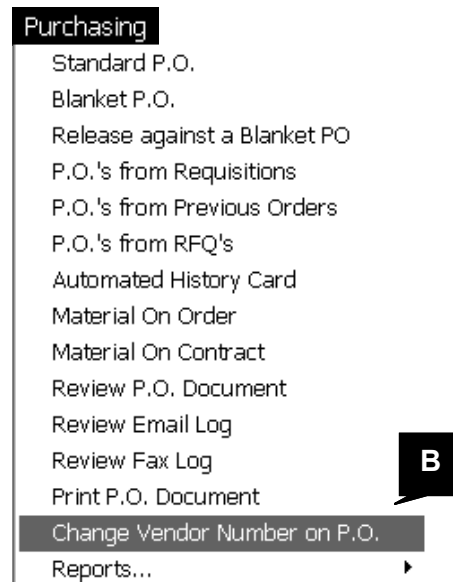 Purchasing
Standard P.O.
Blanket P.O.
Release against a Blanket PO
P.O.'s from Requisitions
P.O.'s from Previous Orders
P.O.'s from RFQ's
Automated History Card
Material On Order
Material On Contract
Review P.O. Document
Review Email Log
Review Fax Log
B
Print P.O. Document
Change Vendor Number on P.O.
Reports...